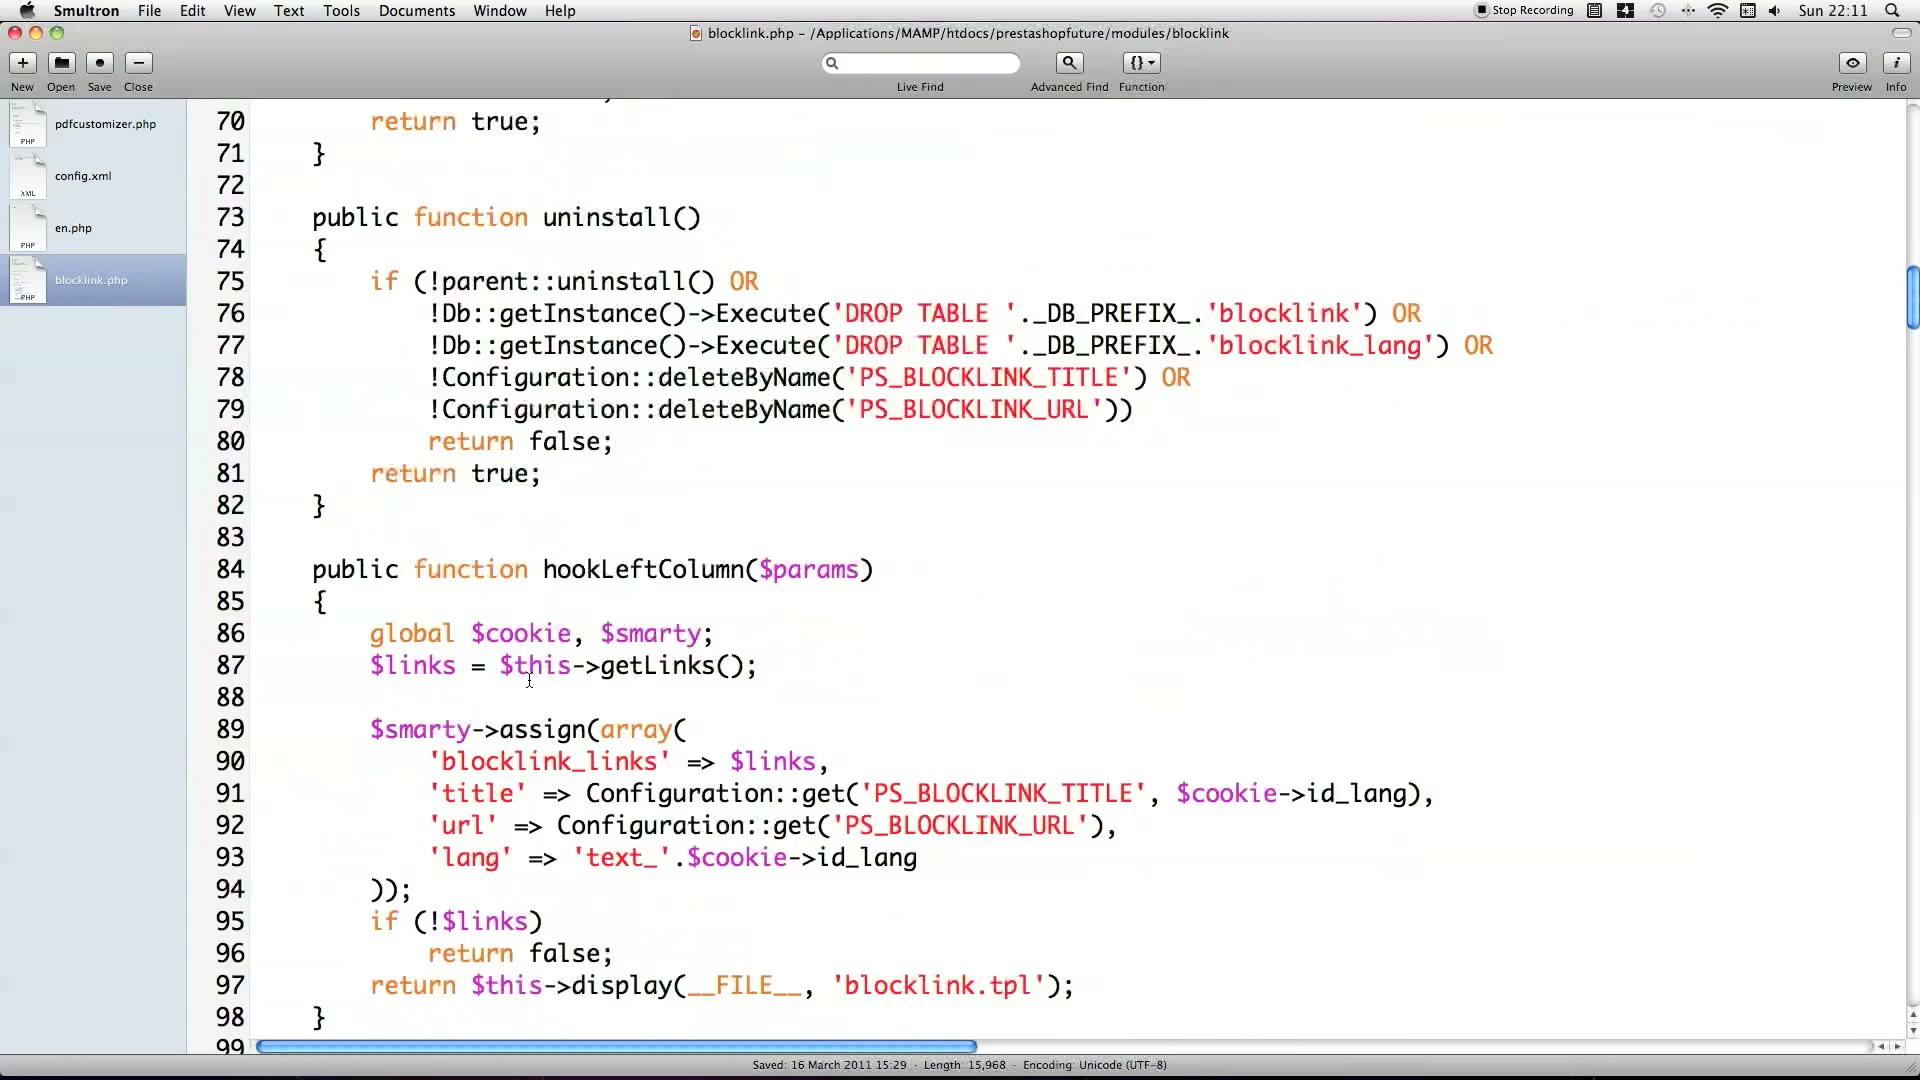 Smultron File Edit View Text Tools Documents Window Help Stop Recording 4 Sun 22:11
blocklink.php – /Applications/MAMP/htdocs/prestashopfuture/modules/blocklink
New Open Save Close Live Find Advanced Find {} Function Preview Info
PHP pdfcustomizer.php
XML config.xml
PHP en.php
PHP blocklink.php
70 return true;
71 }
72
73 public function uninstall()
74 {
75 if (!parent::uninstall() OR
76 !Db::getInstance()->Execute('DROP TABLE '._DB_PREFIX_.'blocklink') OR
77 !Db::getInstance()->Execute('DROP TABLE '._DB_PREFIX_.'blocklink_lang') OR
78 !Configuration::deleteByName('PS_BLOCKLINK_TITLE') OR
79 !Configuration::deleteByName('PS_BLOCKLINK_URL'))
80 return false;
81 return true;
82 }
83
84 public function hookLeftColumn($params)
85 {
86 global $cookie, $smarty;
87 $links = $this->getLinks();
88
89 $smarty->assign(array(
90 'blocklink_links' => $links,
91 'title' => Configuration::get('PS_BLOCKLINK_TITLE', $cookie->id_lang),
92 'url' => Configuration::get('PS_BLOCKLINK_URL'),
93 'lang' => 'text_'.$cookie->id_lang
94 ));
95 if (!$links)
96 return false;
97 return $this->display(__FILE__, 'blocklink.tpl');
98 }
99
Saved: 16 March 2011 15:29 · Length: 15,968 · Encoding: Unicode (UTF-8)